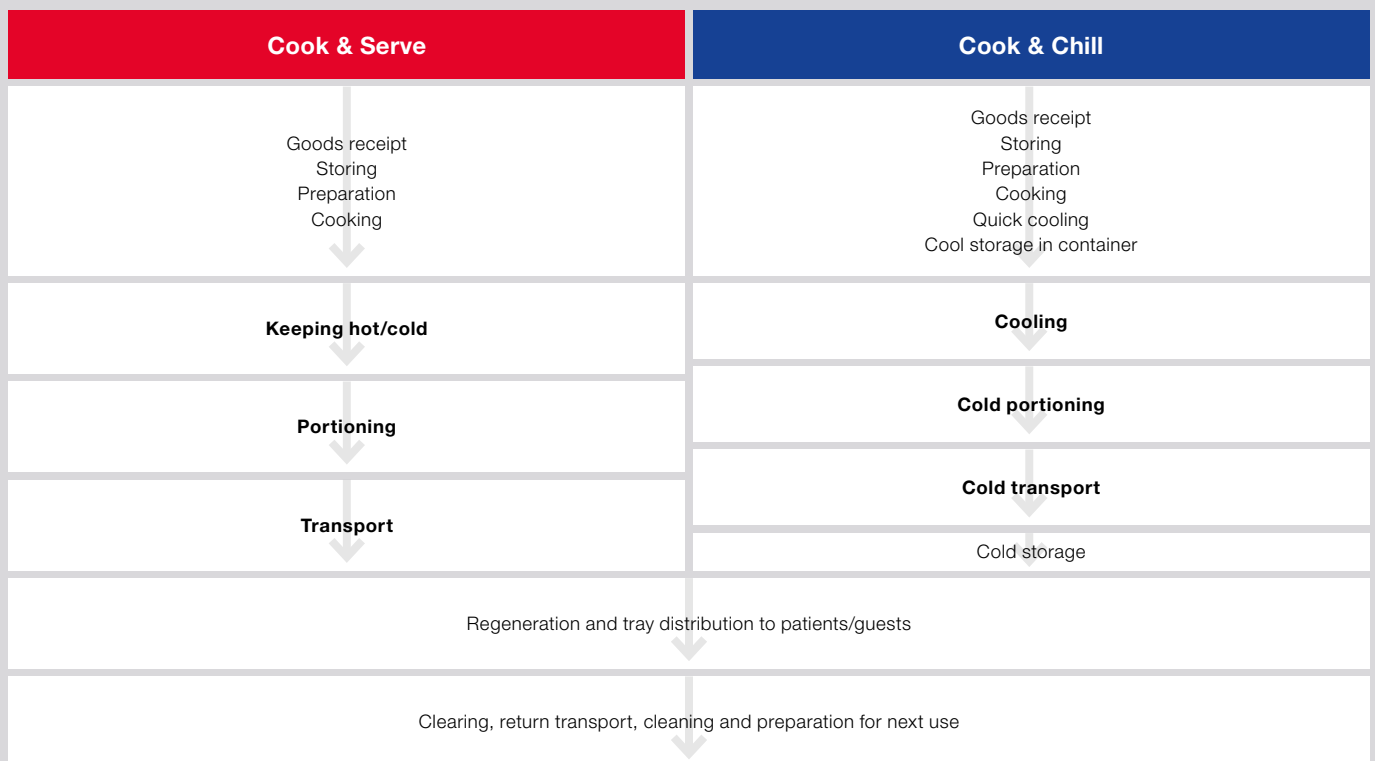 Cook & Serve
Goods receipt
Storing
Preparation
Cooking
Keeping hot/cold
Portioning
Transport
Cook & Chill
Goods receipt
Storing
Preparation
Cooking
Quick cooling
Cool storage in container
Cooling
Cold portioning
Cold transport
Cold storage
Regeneration and tray distribution to patients/guests
Clearing, return transport, cleaning and preparation for next use